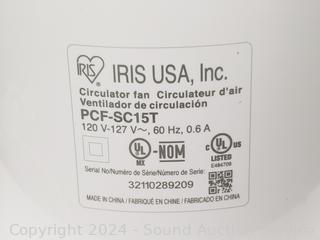 IRIS
IRIS USA, Inc.
Circulator fan Circulateur d'air
Ventilador de circulación
PCF-SC15T
120 V-127 V∼, 60 Hz, 0.6 A
UL MX -NOM c UL US LISTED
E484709
Serial No/Numéro de Série/Número de Serie:
32110289209
MADE IN CHINA / FABRIQUÉ EN CHINE / FABRICADO EN CHINA
Copyright 2024 - Sound Auction Service